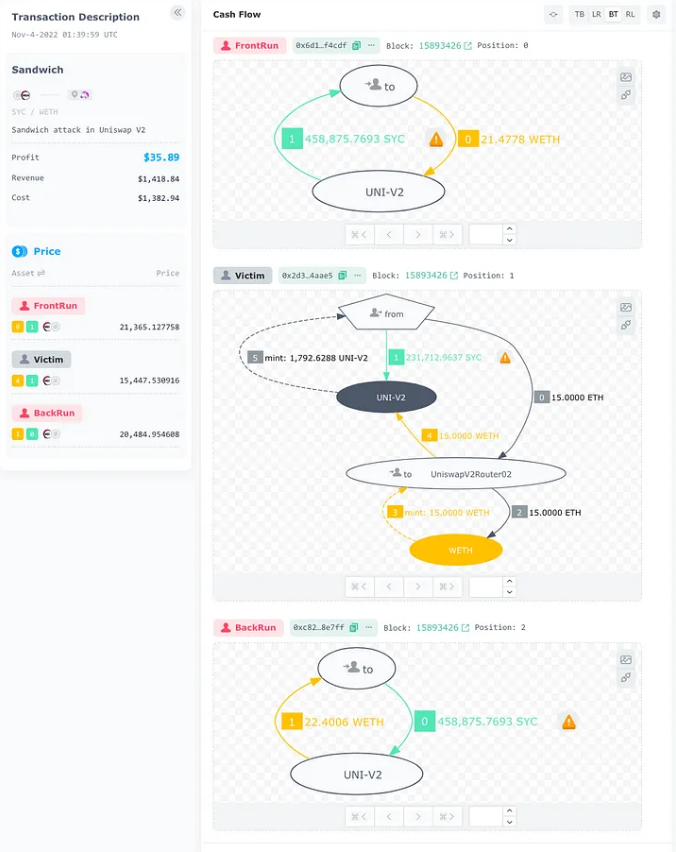 Transaction Description
Nov-4-2022 01:39:59 UTC
Sandwich
SYC / WETH
Sandwich attack in Uniswap V2
Profit $35.89
Revenue $1,418.84
Cost $1,382.94
Price
Asset Price
FrontRun
0 1 21,365.127758
Victim
4 1 15,447.530916
BackRun
1 0 20,484.954608
Cash Flow
TB LR BT RL
FrontRun 0x6d1…f4cdf ··· Block: 15893426 Position: 0
to
1 458,875.7693 SYC
0 21.4778 WETH
UNI-V2
Victim 0x2d3…4aae5 ··· Block: 15893426 Position: 1
from
5 mint: 1,792.6288 UNI-V2
1 231,712.9637 SYC
UNI-V2
0 15.0000 ETH
4 15.0000 WETH
to UniswapV2Router02
3 mint: 15.0000 WETH
2 15.0000 ETH
WETH
BackRun 0xc82…8e7ff ··· Block: 15893426 Position: 2
to
1 22.4006 WETH
0 458,875.7693 SYC
UNI-V2